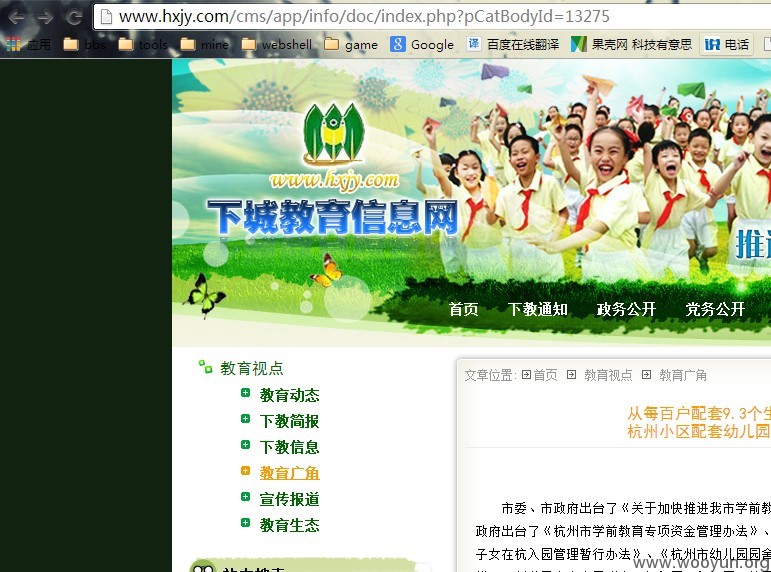 www.hxjy.com/cms/app/info/doc/index.php?pCatBodyId=13275
应用 bbs tools mine webshell game Google 百度在线翻译 果壳网 科技有意思 电话
www.hxjy.com
下城教育信息网
首页 下教通知 政务公开 党务公开
教育视点
教育动态
下教简报
下教信息
教育广角
宣传报道
教育生态
文章位置: 首页 教育视点 教育广角
从每百户配套9.3个生
杭州小区配套幼儿园
市委、市政府出台了《关于加快推进我市学前教
政府出台了《杭州市学前教育专项资金管理办法》、
子女在杭入园管理暂行办法》、《杭州市幼儿园园舍
www.wooyun.org